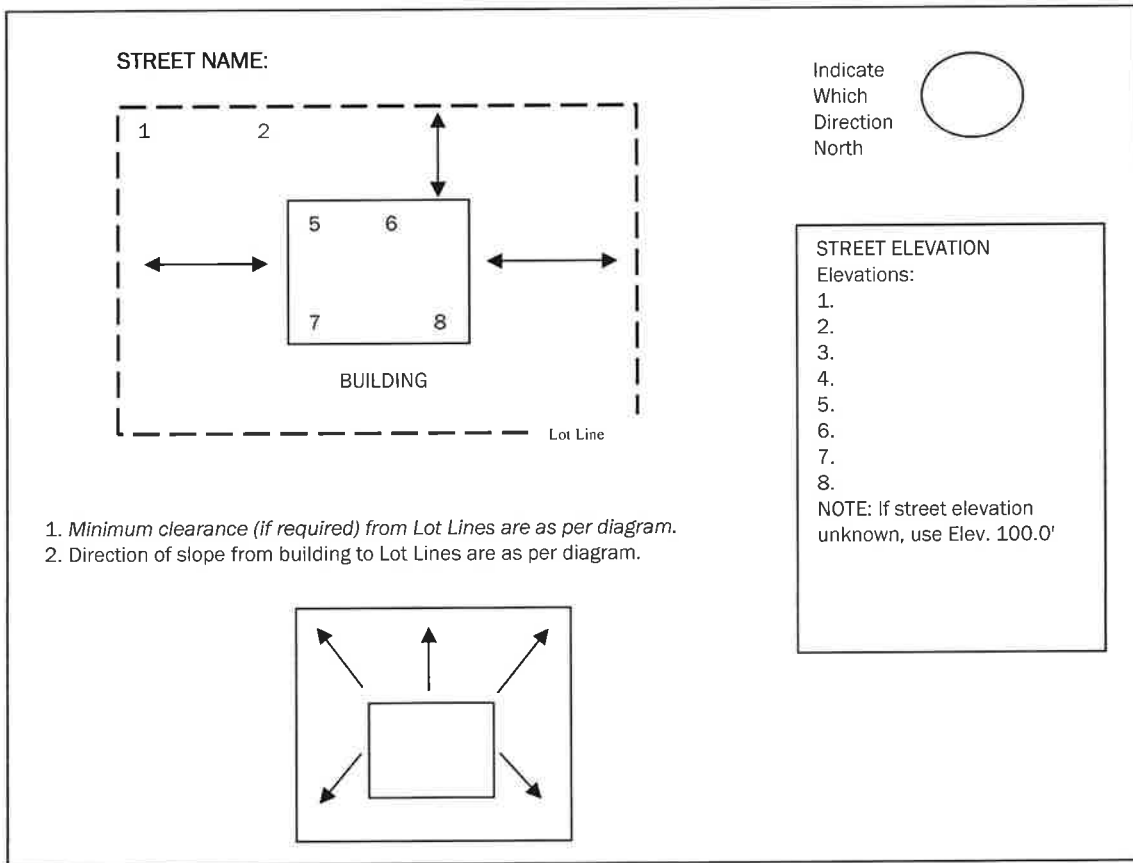 STREET NAME:
Indicate
Which
Direction
North
1 2
5 6
7 8
BUILDING
Lot Line
STREET ELEVATION
Elevations:
1.
2.
3.
4.
5.
6.
7.
8.
NOTE: If street elevation
unknown, use Elev. 100.0'
1. Minimum clearance (if required) from Lot Lines are as per diagram.
2. Direction of slope from building to Lot Lines are as per diagram.